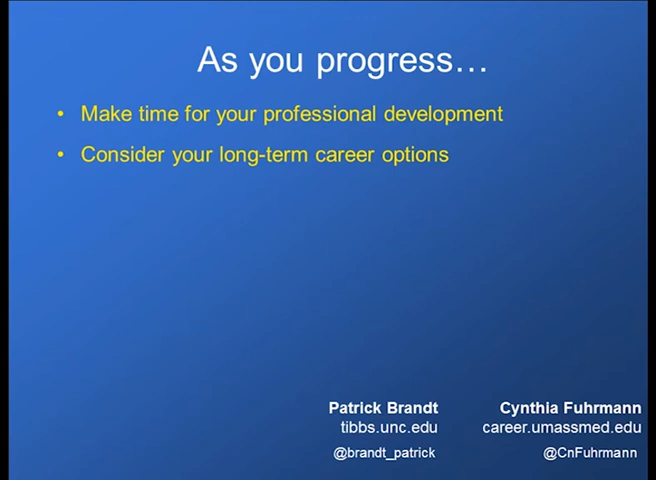 As you progress…
• Make time for your professional development
• Consider your long-term career options
Patrick Brandt
tibbs.unc.edu
@brandt_patrick
Cynthia Fuhrmann
career.umassmed.edu
@CnFuhrmann